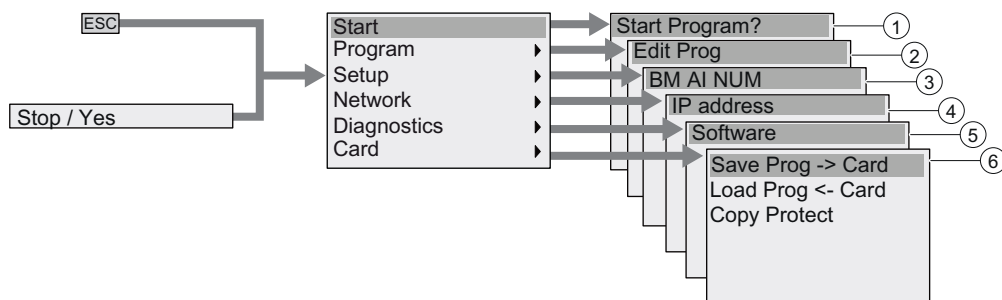 ESC
Stop / Yes
Start
Program
Setup
Network
Diagnostics
Card
Start Program?
1
Edit Prog
2
BM AI NUM
3
IP address
4
Software
5
6
Save Prog -> Card
Load Prog <- Card
Copy Protect